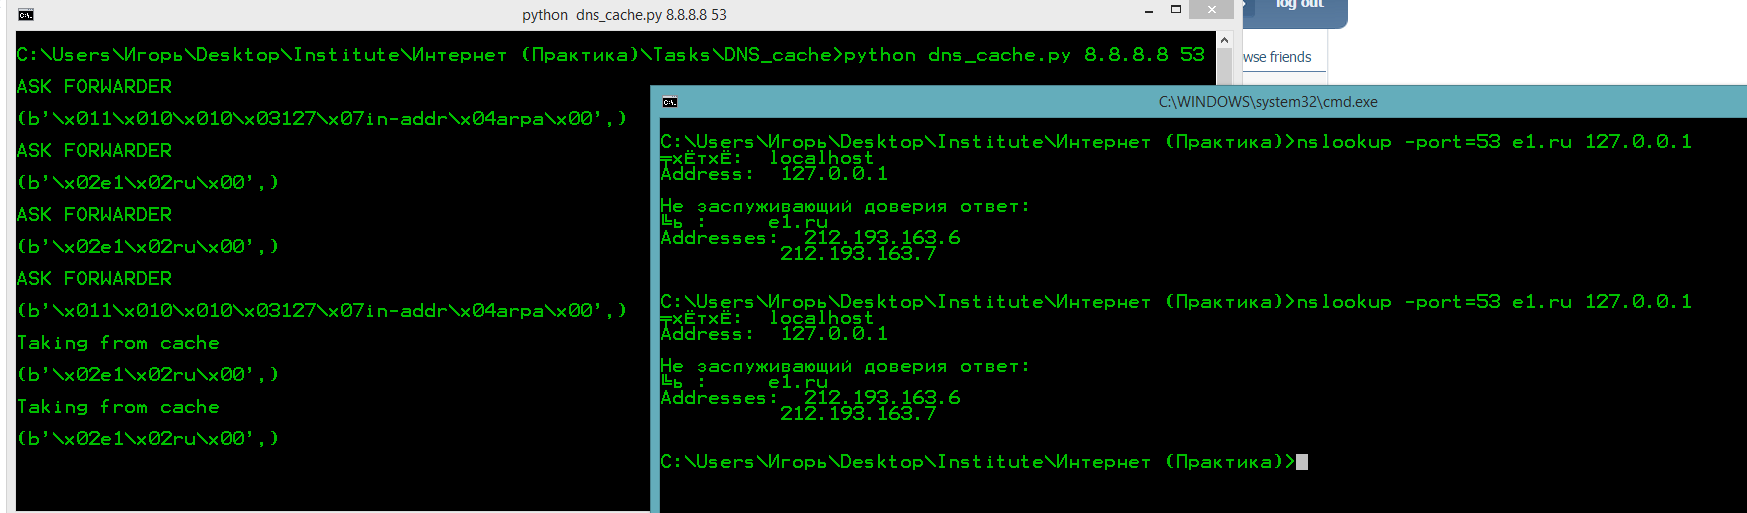 python dns_cache.py 8.8.8.8 53
log out
wse friends
C:\Users\Игорь\Desktop\Institute\Интернет (Практика)\Tasks\DNS_cache>python dns_cache.py 8.8.8.8 53
ASK FORWARDER
(b'\x011\x010\x010\x03127\x07in-addr\x04arpa\x00',)
ASK FORWARDER
(b'\x02e1\x02ru\x00',)
ASK FORWARDER
(b'\x02e1\x02ru\x00',)
ASK FORWARDER
(b'\x011\x010\x010\x03127\x07in-addr\x04arpa\x00',)
Taking from cache
(b'\x02e1\x02ru\x00',)
Taking from cache
(b'\x02e1\x02ru\x00',)
C:\WINDOWS\system32\cmd.exe
C:\Users\Игорь\Desktop\Institute\Интернет (Практика)>nslookup -port=53 e1.ru 127.0.0.1
╤хЁтхЁ:  localhost
Address:  127.0.0.1
Не заслуживающий доверия ответ:
╚ь :     e1.ru
Addresses:  212.193.163.6
212.193.163.7
C:\Users\Игорь\Desktop\Institute\Интернет (Практика)>nslookup -port=53 e1.ru 127.0.0.1
╤хЁтхЁ:  localhost
Address:  127.0.0.1
Не заслуживающий доверия ответ:
╚ь :     e1.ru
Addresses:  212.193.163.6
212.193.163.7
C:\Users\Игорь\Desktop\Institute\Интернет (Практика)>